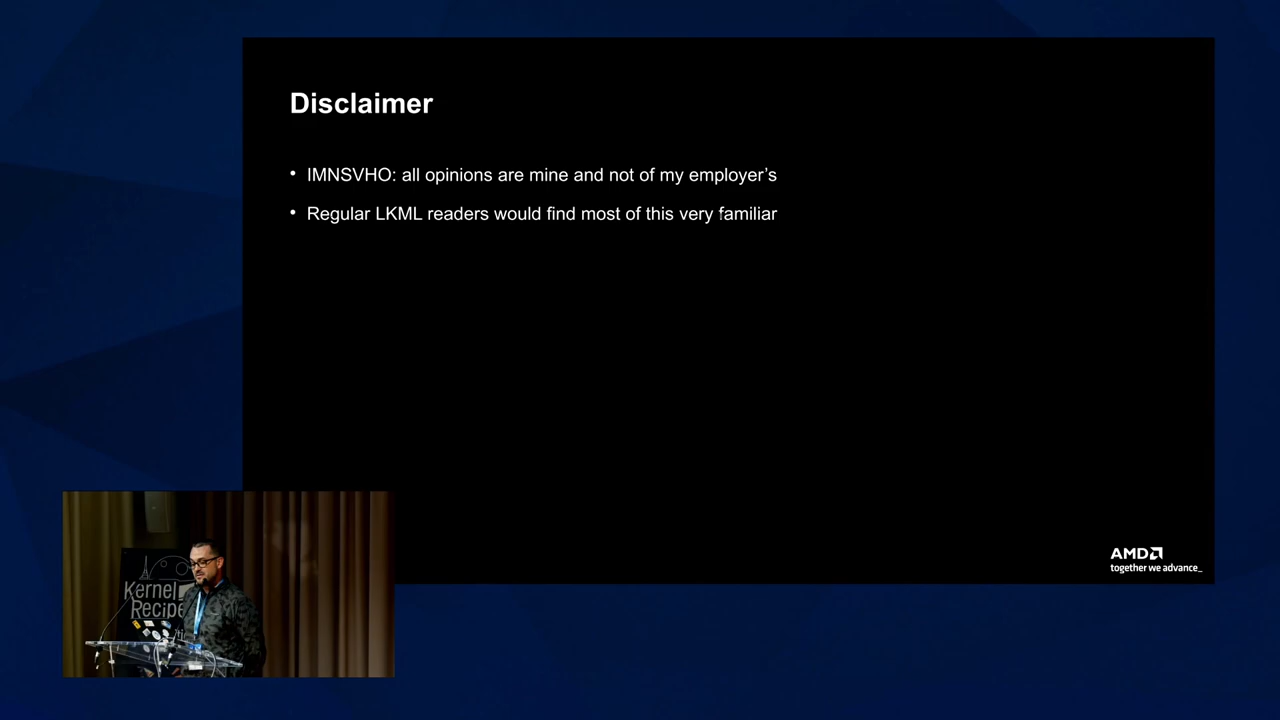 Disclaimer
• IMNSVHO: all opinions are mine and not of my employer's
• Regular LKML readers would find most of this very familiar
AMD
together we advance_
Kernel
Recipe